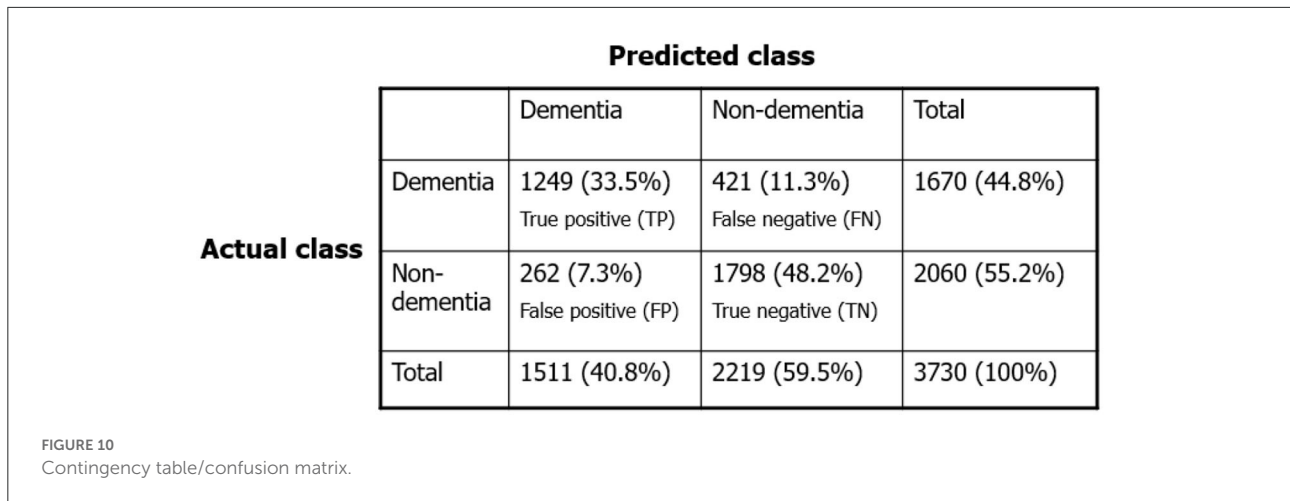 Predicted class
Dementia Non-dementia Total
Dementia 1249 (33.5%) 421 (11.3%) 1670 (44.8%)
True positive (TP) False negative (FN)
Actual class
Non- 262 (7.3%) 1798 (48.2%) 2060 (55.2%)
dementia False positive (FP) True negative (TN)
Total 1511 (40.8%) 2219 (59.5%) 3730 (100%)
FIGURE 10
Contingency table/confusion matrix.